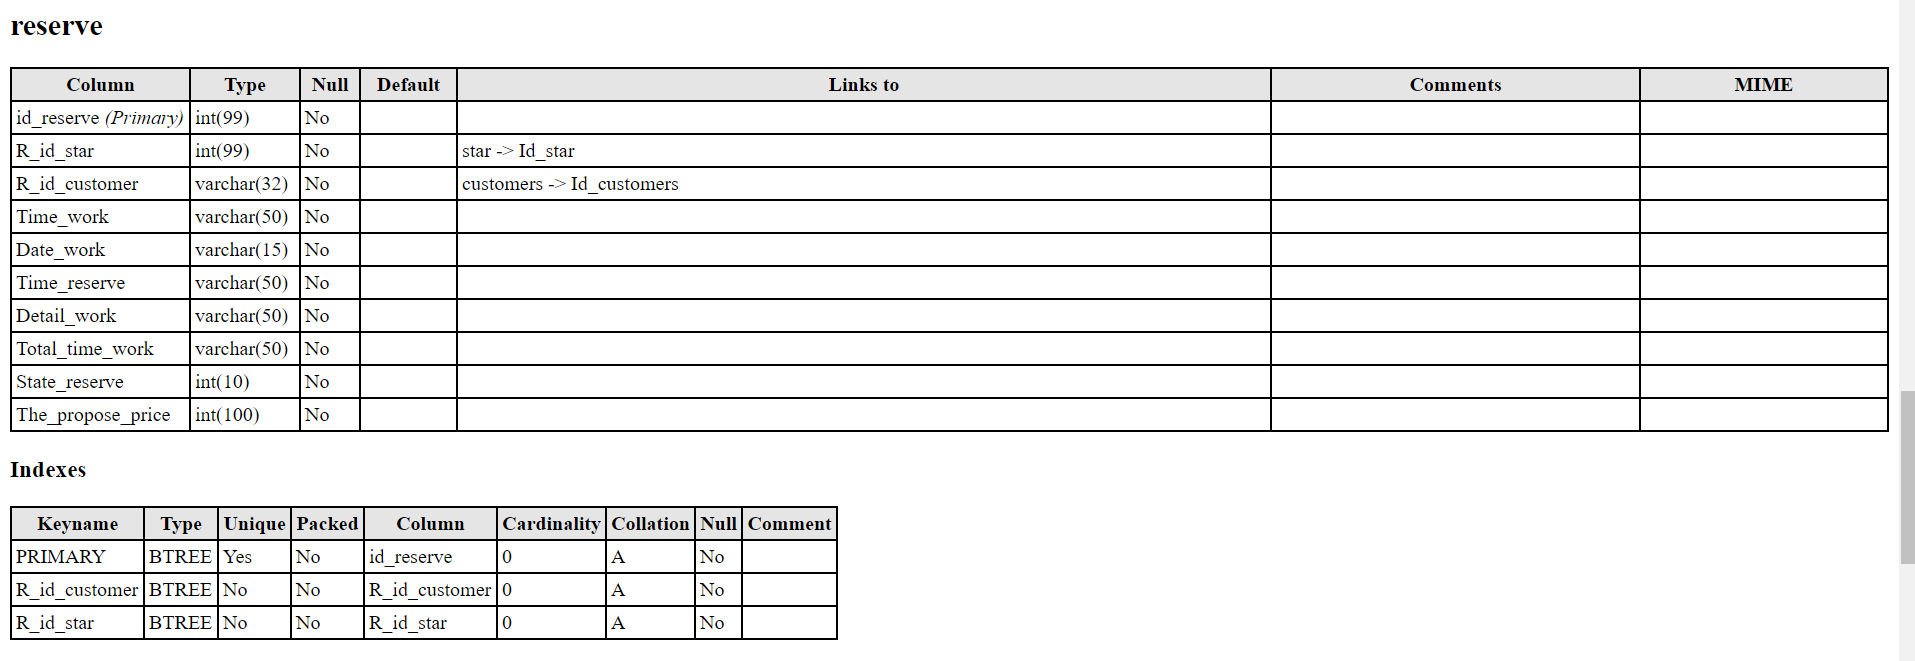 reserve
Column Type Null Default Links to Comments MIME
id_reserve (Primary) int(99) No
R_id_star int(99) No star -> Id_star
R_id_customer varchar(32) No customers -> Id_customers
Time_work varchar(50) No
Date_work varchar(15) No
Time_reserve varchar(50) No
Detail_work varchar(50) No
Total_time_work varchar(50) No
State_reserve int(10) No
The_propose_price int(100) No
Indexes
Keyname Type Unique Packed Column Cardinality Collation Null Comment
PRIMARY BTREE Yes No id_reserve 0 A No
R_id_customer BTREE No No R_id_customer 0 A No
R_id_star BTREE No No R_id_star 0 A No